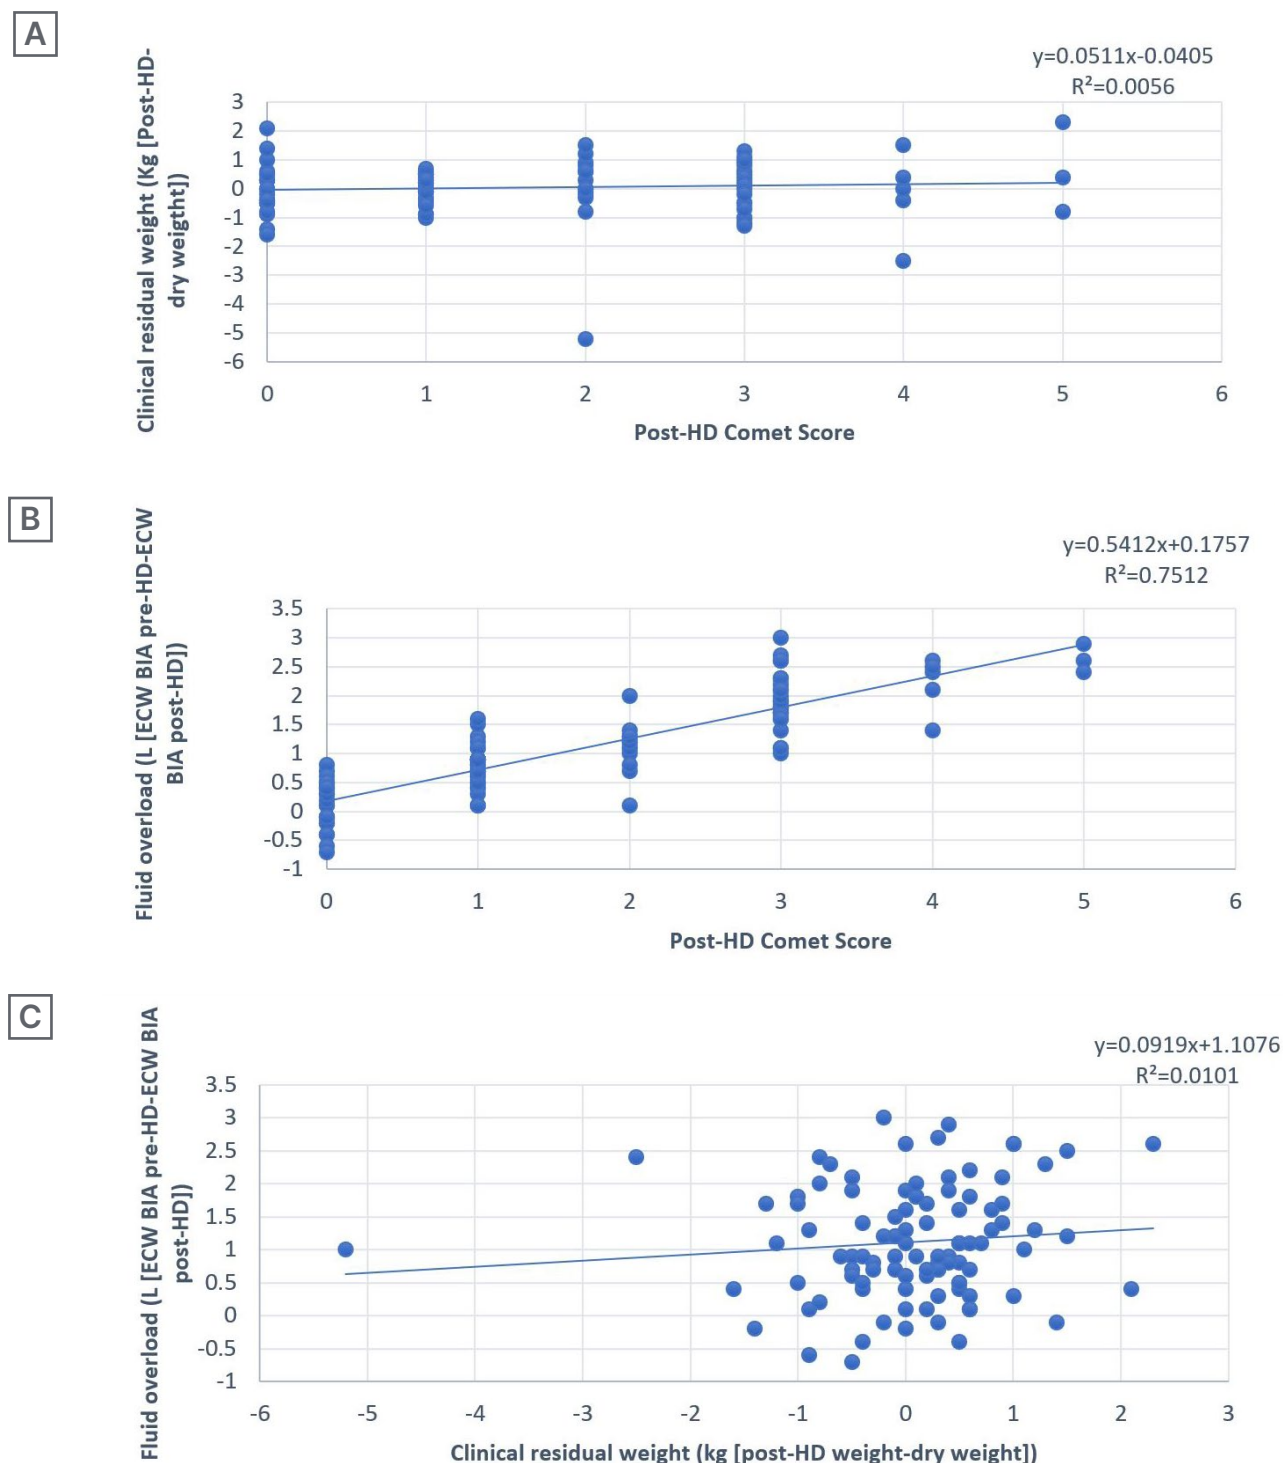 A
y=0.0511x-0.0405
R²=0.0056
Clinical residual weight (Kg [Post-HD-
dry weigtht])
3
2
1
0
-1
-2
-3
-4
-5
-6
0 1 2 3 4 5 6
Post-HD Comet Score
B
y=0.5412x+0.1757
R²=0.7512
Fluid overload (L [ECW BIA pre-HD-ECW
BIA post-HD])
3.5
3
2.5
2
1.5
1
0.5
0
-0.5
-1
0 1 2 3 4 5 6
Post-HD Comet Score
C
y=0.0919x+1.1076
R²=0.0101
Fluid overload (L [ECW BIA pre-HD-ECW BIA
post-HD])
3.5
3
2.5
2
1.5
1
0.5
0
-0.5
-1
-6 -5 -4 -3 -2 -1 0 1 2 3
Clinical residual weight (kg [post-HD weight-dry weight])